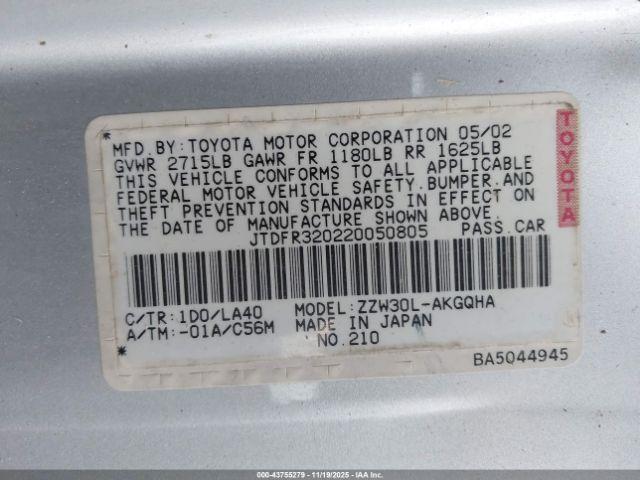 MFD. BY: TOYOTA MOTOR CORPORATION 05/02
GVWR 2715LB GAWR FR 1180LB RR 1625LB
THIS VEHICLE CONFORMS TO ALL APPLICABLE
FEDERAL MOTOR VEHICLE SAFETY, BUMPER, AND
THEFT PREVENTION STANDARDS IN EFFECT ON
THE DATE OF MANUFACTURE SHOWN ABOVE.
JTDFR320220050805 PASS. CAR
TOYOTA
C/TR: 1D0/LA40 MODEL: ZZW30L-AKGQHA
A/TM: -01A/C56M MADE IN JAPAN
NO. 210
BA5044945
000-43755279 - 11/19/2025 - IAA Inc.